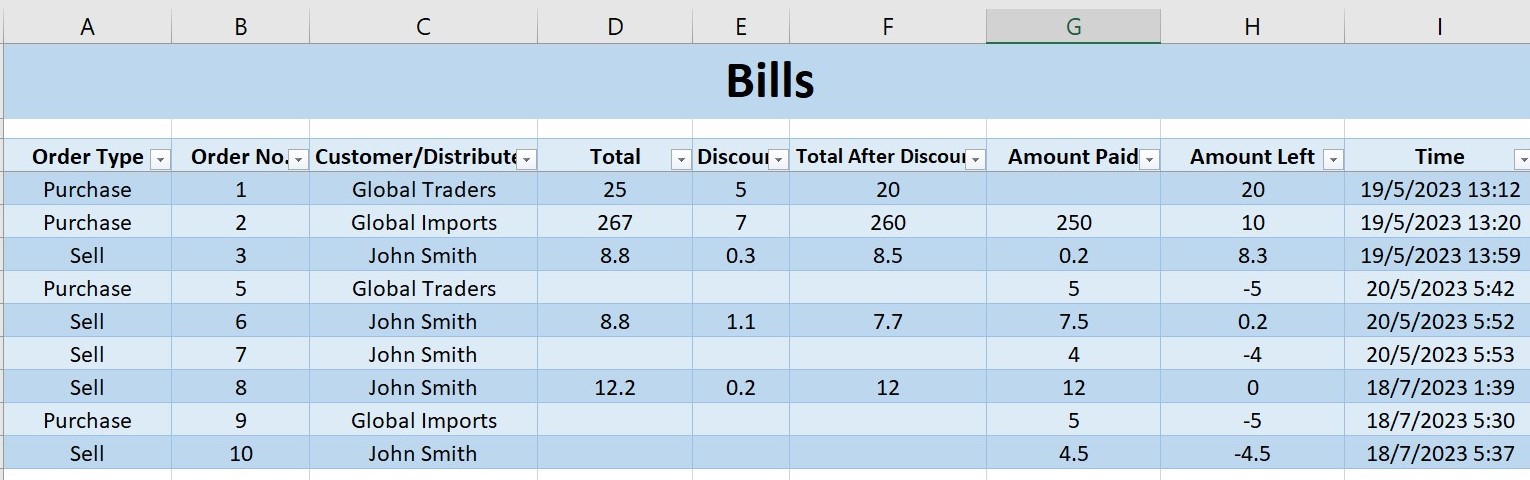 A B C D E F G H I
Bills
Order Type Order No. Customer/Distribute Total Discou Total After Discou Amount Paid Amount Left Time
Purchase 1 Global Traders 25 5 20 20 19/5/2023 13:12
Purchase 2 Global Imports 267 7 260 250 10 19/5/2023 13:20
Sell 3 John Smith 8.8 0.3 8.5 0.2 8.3 19/5/2023 13:59
Purchase 5 Global Traders 5 -5 20/5/2023 5:42
Sell 6 John Smith 8.8 1.1 7.7 7.5 0.2 20/5/2023 5:52
Sell 7 John Smith 4 -4 20/5/2023 5:53
Sell 8 John Smith 12.2 0.2 12 12 0 18/7/2023 1:39
Purchase 9 Global Imports 5 -5 18/7/2023 5:30
Sell 10 John Smith 4.5 -4.5 18/7/2023 5:37